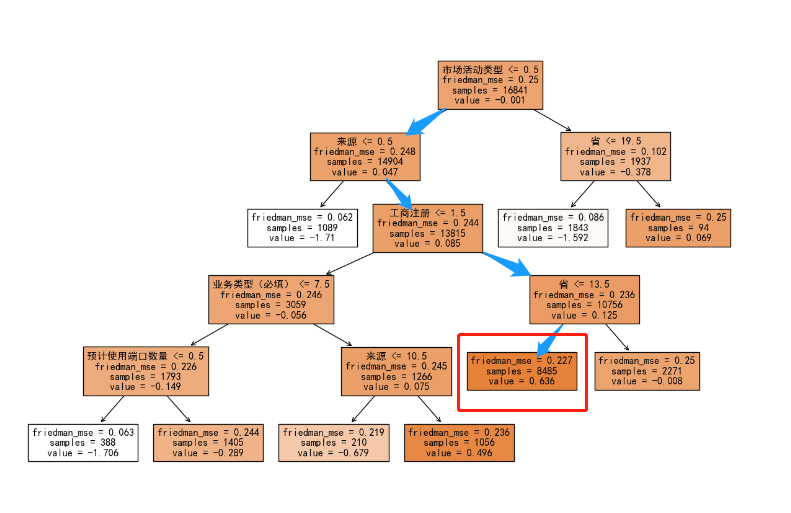 市场活动类型 <= 0.5
friedman_mse = 0.25
samples = 16841
value = -0.001
来源 <= 0.5
friedman_mse = 0.248
samples = 14904
value = 0.047
省 <= 19.5
friedman_mse = 0.102
samples = 1937
value = -0.378
friedman_mse = 0.062
samples = 1089
value = -1.71
工商注册 <= 1.5
friedman_mse = 0.244
samples = 13815
value = 0.085
friedman_mse = 0.086
samples = 1843
value = -1.592
friedman_mse = 0.25
samples = 94
value = 0.069
业务类型（必填） <= 7.5
friedman_mse = 0.246
samples = 3059
value = -0.056
省 <= 13.5
friedman_mse = 0.236
samples = 10756
value = 0.125
预计使用端口数量 <= 0.5
friedman_mse = 0.226
samples = 1793
value = -0.149
来源 <= 10.5
friedman_mse = 0.245
samples = 1266
value = 0.075
friedman_mse = 0.227
samples = 8485
value = 0.636
friedman_mse = 0.25
samples = 2271
value = -0.008
friedman_mse = 0.063
samples = 388
value = -1.706
friedman_mse = 0.244
samples = 1405
value = -0.289
friedman_mse = 0.219
samples = 210
value = -0.679
friedman_mse = 0.236
samples = 1056
value = 0.496